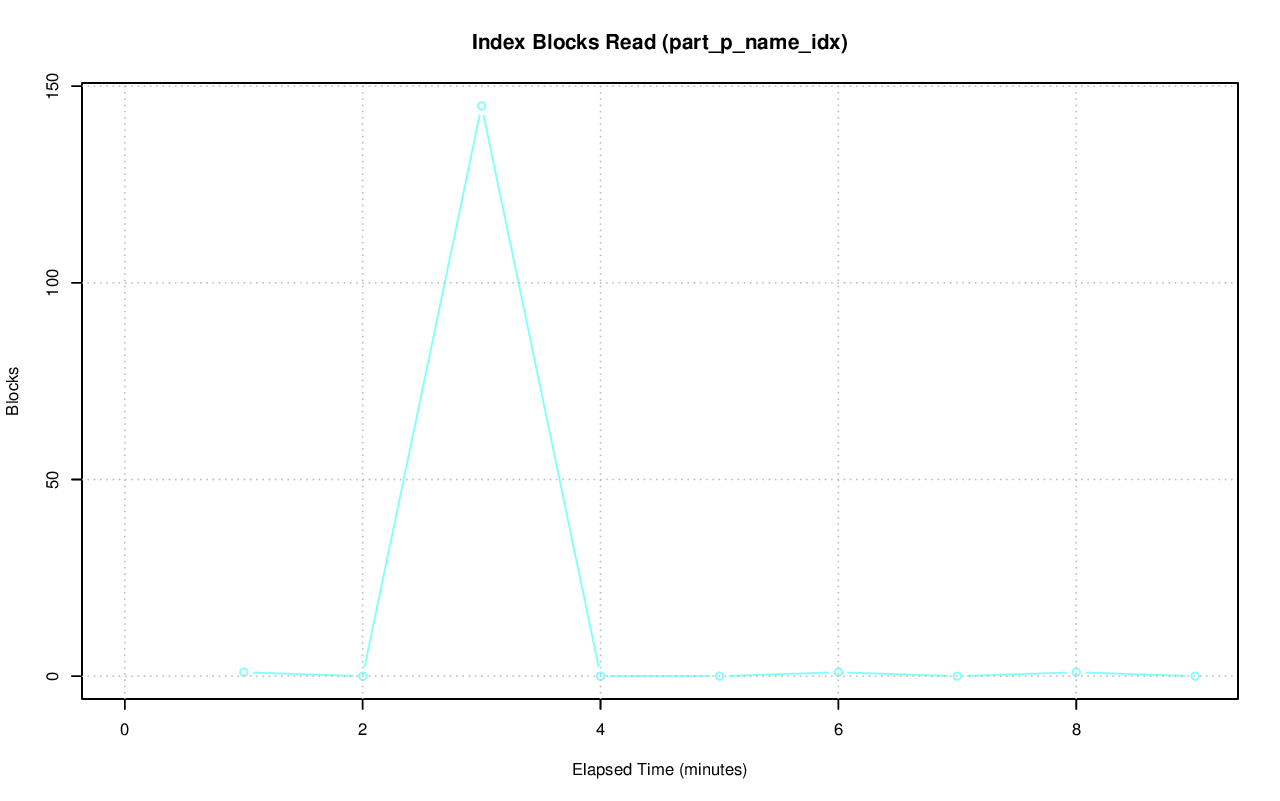 Index Blocks Read (part_p_name_idx)
150
100
50
0
Blocks
0 2 4 6 8
Elapsed Time (minutes)